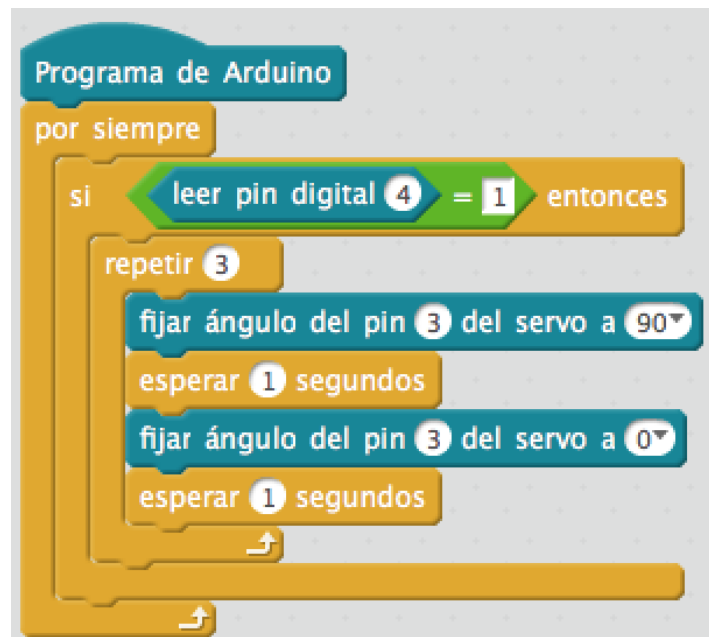 Programa de Arduino
por siempre
si leer pin digital 4 = 1 entonces
repetir 3
fijar ángulo del pin 3 del servo a 90
esperar 1 segundos
fijar ángulo del pin 3 del servo a 0
esperar 1 segundos